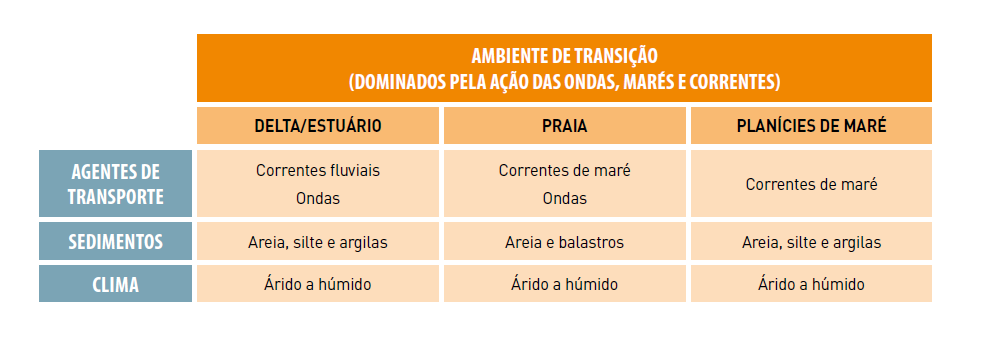 AMBIENTE DE TRANSIÇÃO
(DOMINADOS PELA AÇÃO DAS ONDAS, MARÉS E CORRENTES)
DELTA/ESTUÁRIO
PRAIA
PLANÍCIES DE MARÉ
AGENTES DE
TRANSPORTE
Correntes fluviais
Ondas
Correntes de maré
Ondas
Correntes de maré
SEDIMENTOS
Areia, silte e argilas
Areia e balastros
Areia, silte e argilas
CLIMA
Árido a húmido
Árido a húmido
Árido a húmido